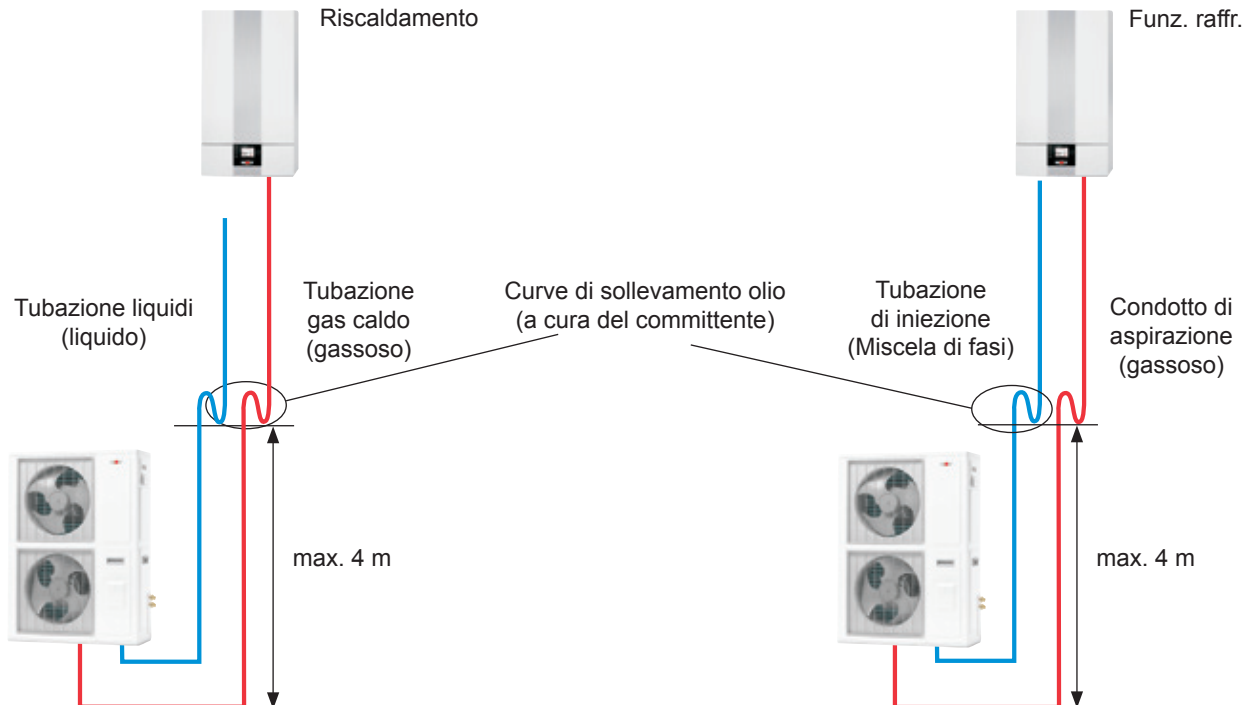 Riscaldamento
Funz. raffr.
Tubazione liquidi
(liquido)
Tubazione
gas caldo
(gassoso)
Curve di sollevamento olio
(a cura del committente)
Tubazione
di iniezione
(Miscela di fasi)
Condotto di
aspirazione
(gassoso)
max. 4 m
max. 4 m